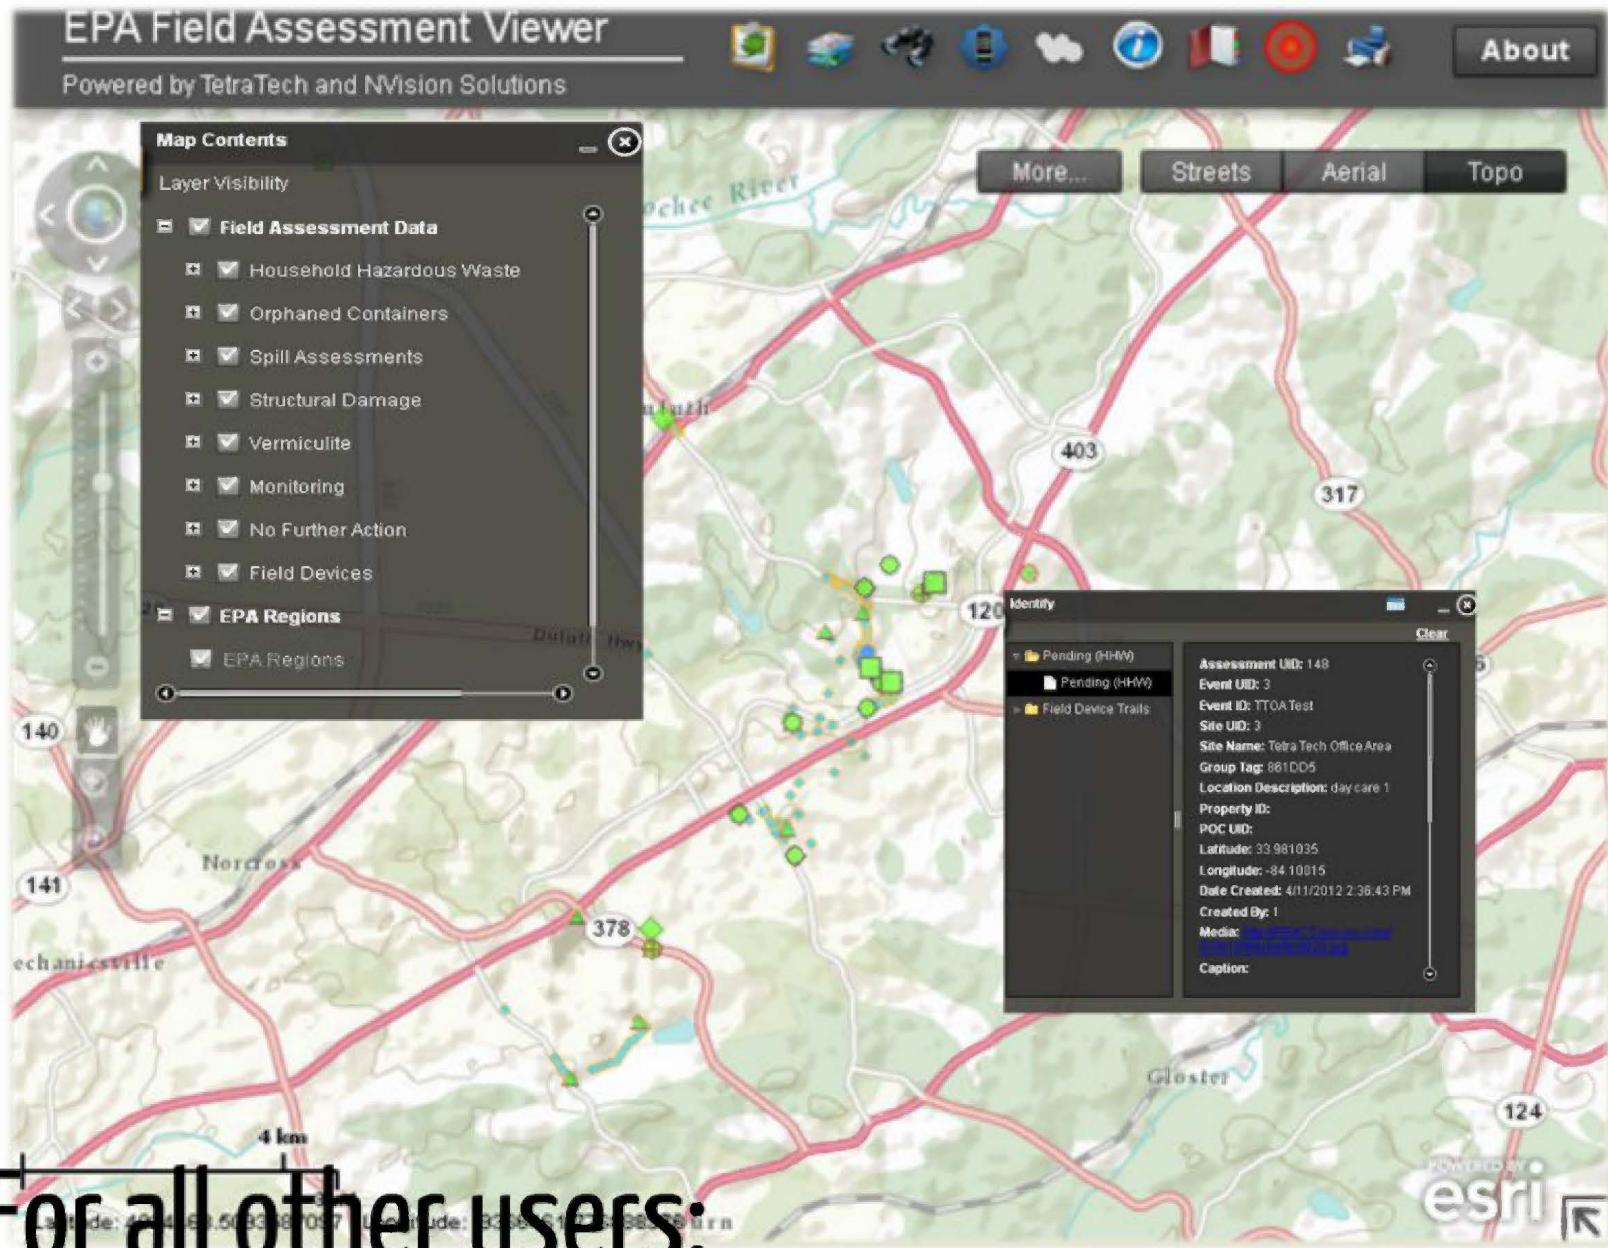 EPA Field Assessment Viewer
Powered by TetraTech and NVision Solutions
About
Map Contents
Layer Visibility
Field Assessment Data
Household Hazardous Waste
Orphaned Containers
Spill Assessments
Structural Damage
Vermiculite
Monitoring
No Further Action
Field Devices
EPA Regions
EPA Regions
More...
Streets
Aerial
Topo
River
403
317
120
Duluth Hwy
140
141
Norcross
378
echanicsville
Gloster
124
Identify
Clear
Pending (HHW)
Pending (HHW)
Field Device Trails
Assessment UID: 148
Event UID: 3
Event ID: TTOA Test
Site UID: 3
Site Name: Tetra Tech Office Area
Group Tag: 861DD5
Location Description: day care 1
Property ID:
POC UID:
Latitude: 33.981035
Longitude: -84.10015
Date Created: 4/11/2012 2:36:43 PM
Created By: 1
Media:
Caption:
4 km
For all other users:
POWERED BY
esri